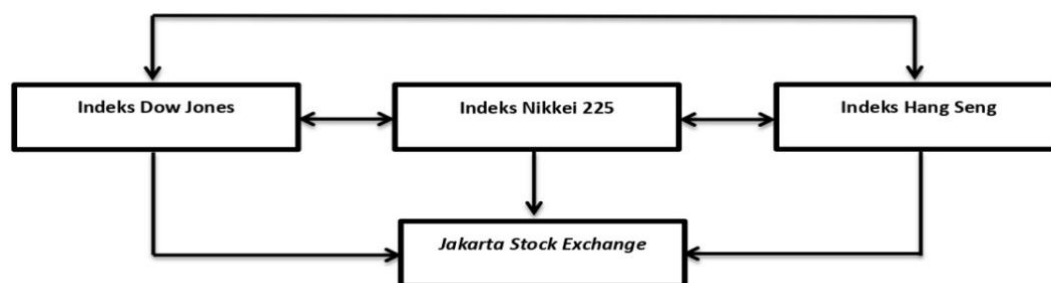 Indeks Dow Jones
Indeks Nikkei 225
Indeks Hang Seng
Jakarta Stock Exchange